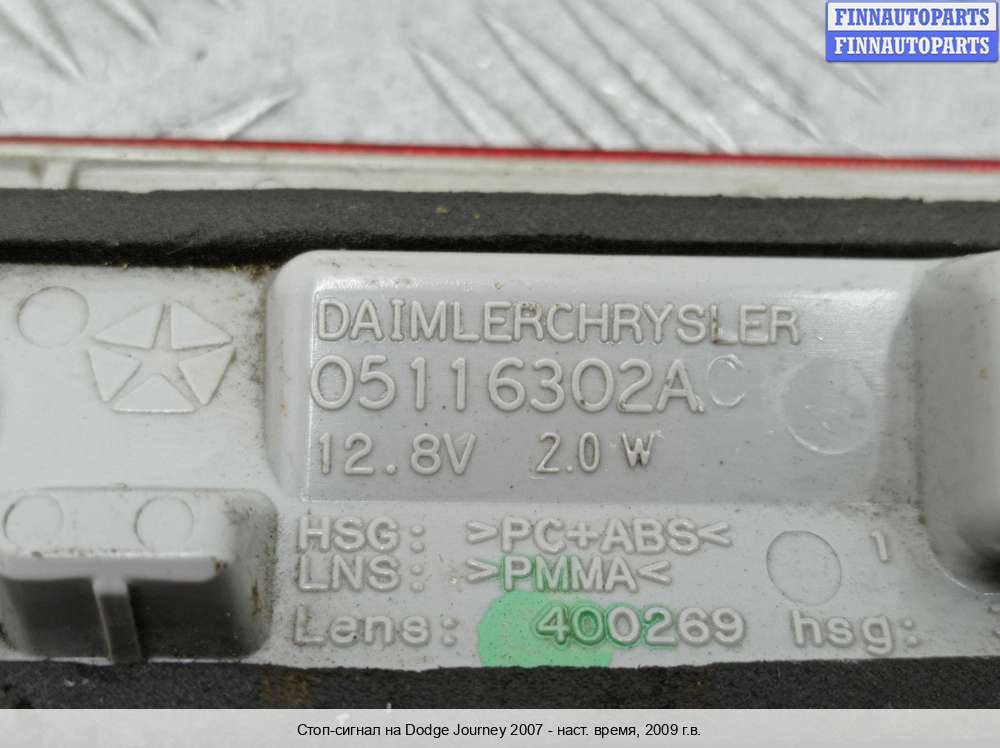 FINNAUTOPARTS
FINNAUTOPARTS
DAIMLERCHRYSLER
05116302AC
12.8V 2.0 W
HSG: >PC+ABS< 1
LNS: >PMMA<
Lens: 400269 hsg:
Стоп-сигнал на Dodge Journey 2007 - наст. время, 2009 г.в.